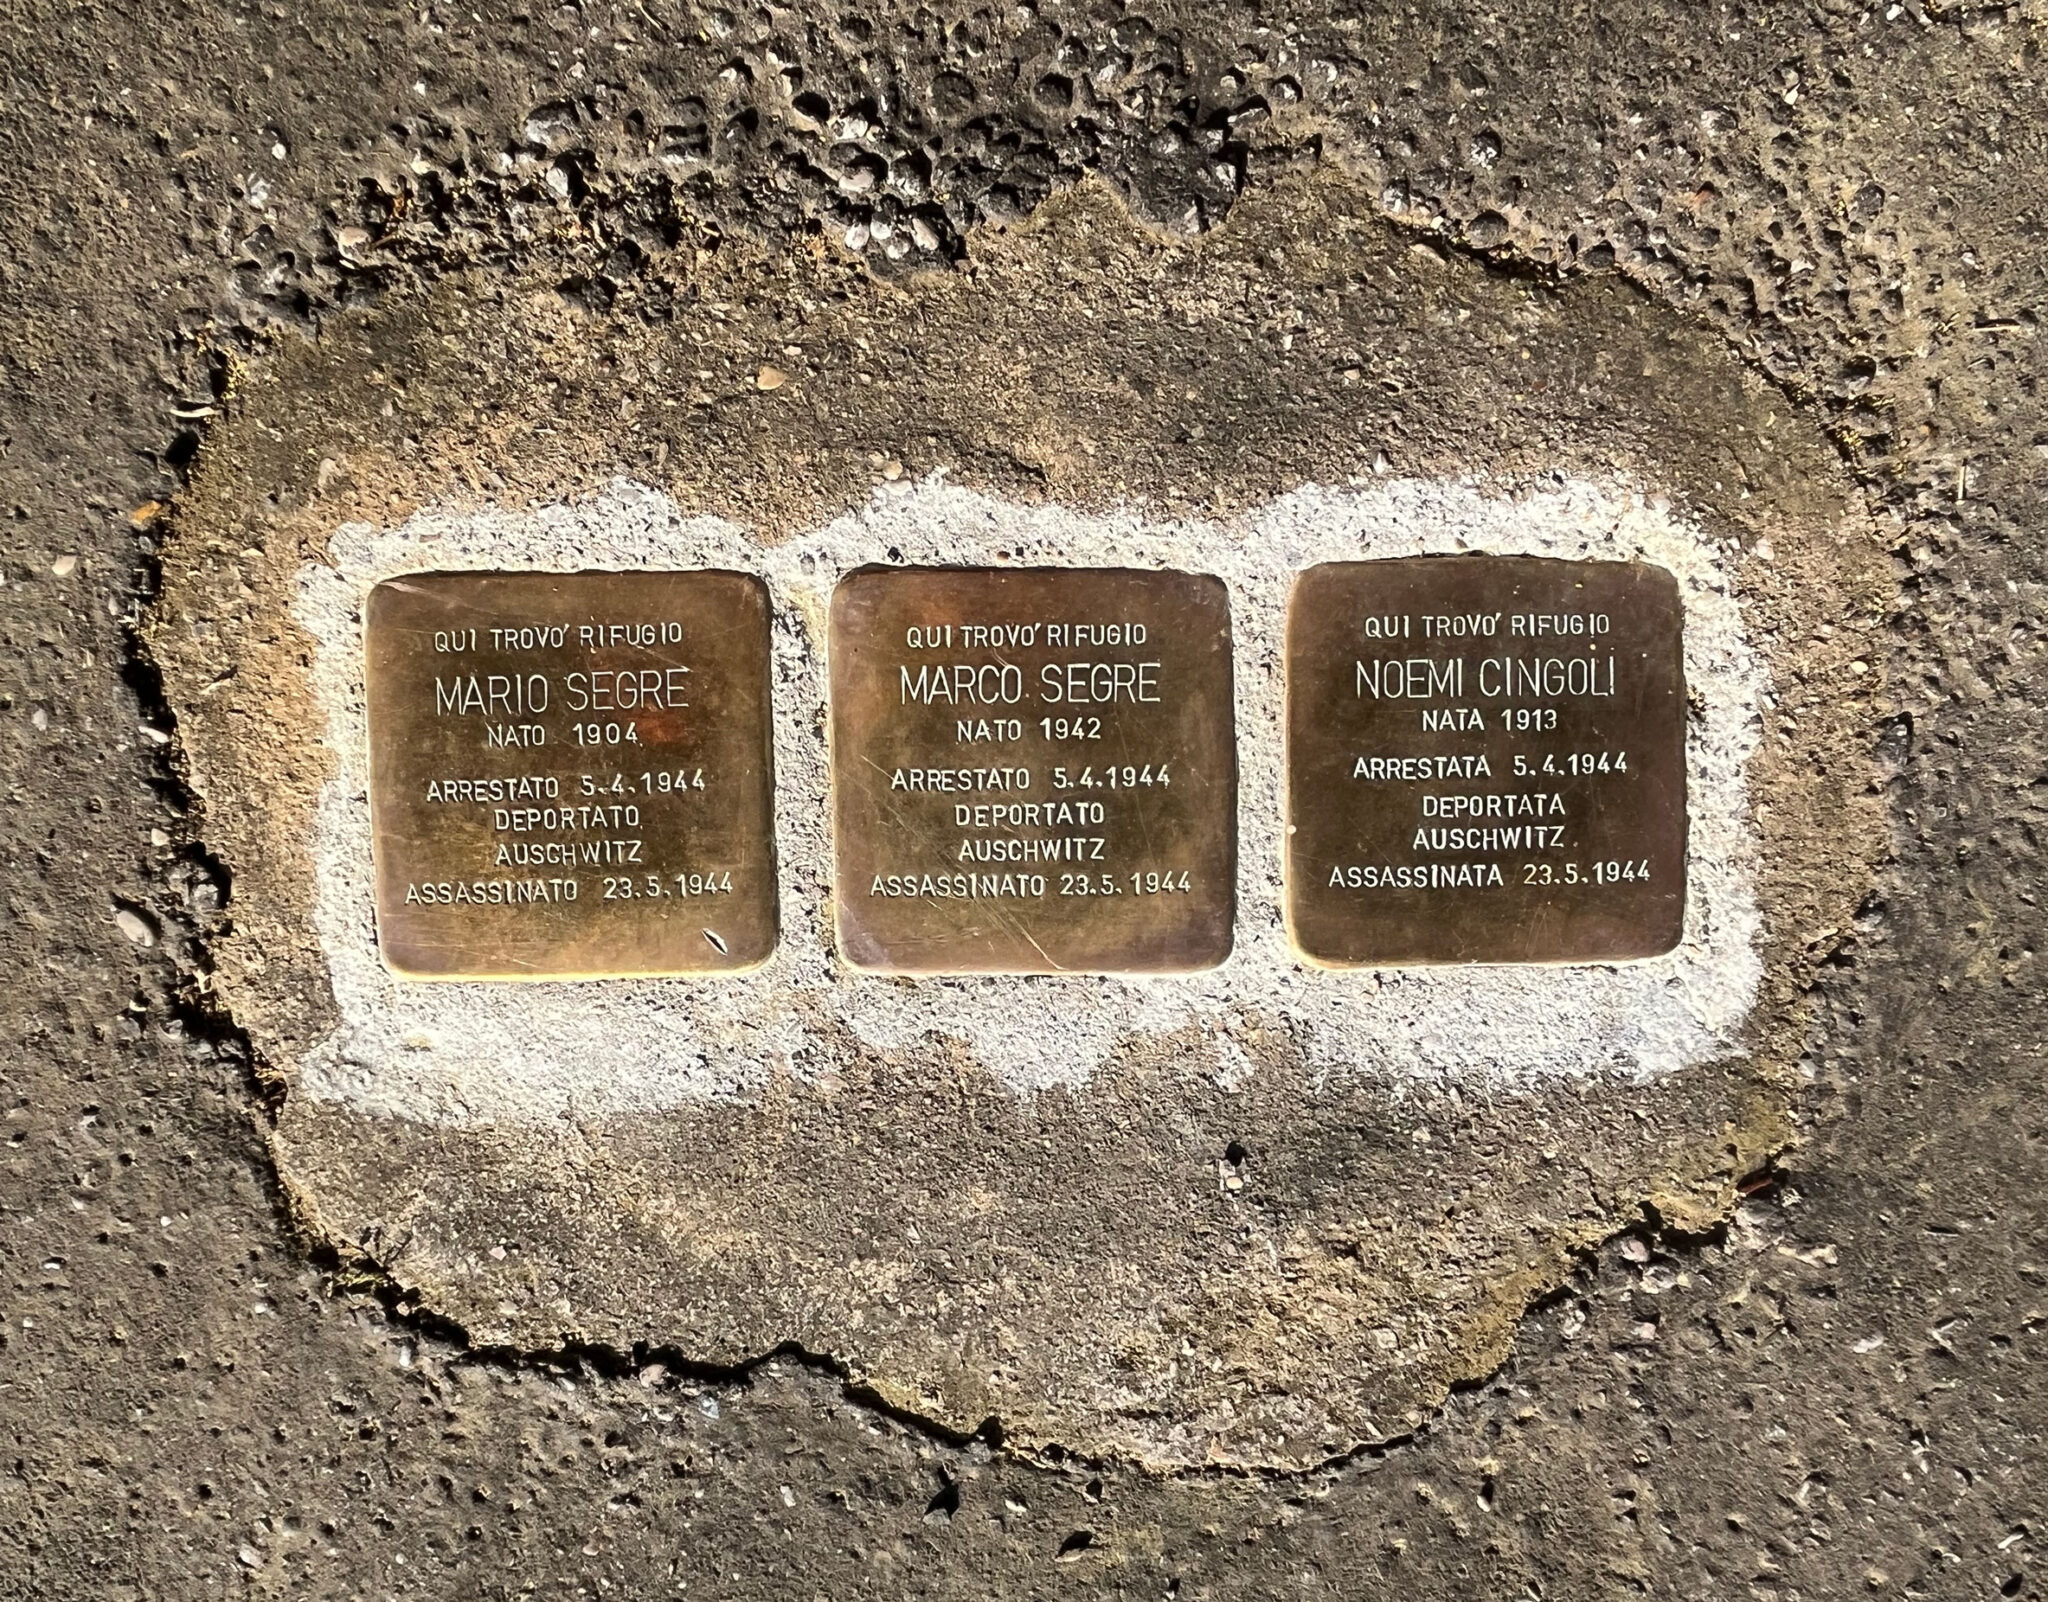 QUI TROVO' RIFUGIO
MARIO SEGRE
NATO 1904
ARRESTATO 5.4.1944
DEPORTATO
AUSCHWITZ
ASSASSINATO 23.5.1944
QUI TROVO' RIFUGIO
MARCO SEGRE
NATO 1942
ARRESTATO 5.4.1944
DEPORTATO
AUSCHWITZ
ASSASSINATO 23.5.1944
QUI TROVO' RIFUGIO
NOEMI CINGOLI
NATA 1913
ARRESTATA 5.4.1944
DEPORTATA
AUSCHWITZ
ASSASSINATA 23.5.1944